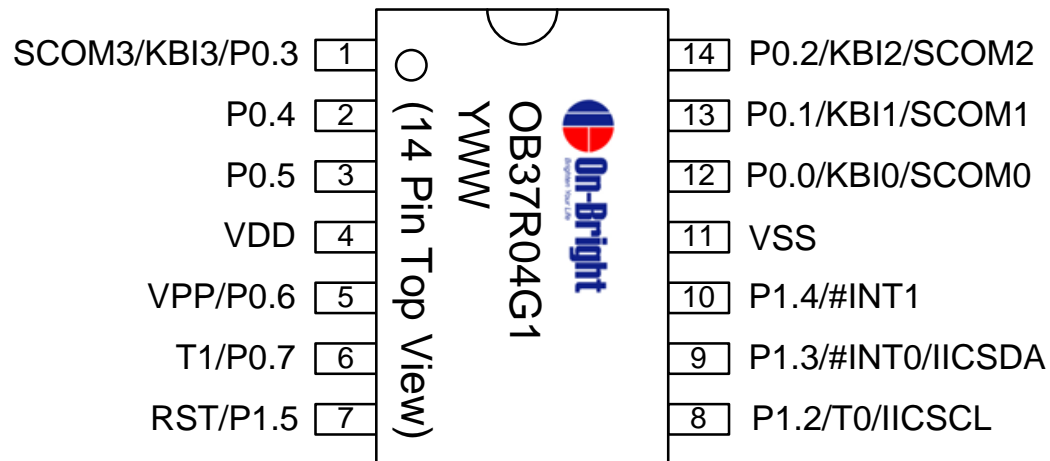 SCOM3/KBI3/P0.3 1
P0.4 2
P0.5 3
VDD 4
VPP/P0.6 5
T1/P0.7 6
RST/P1.5 7
On-Bright
Brighten Your Life
OB37R04G1
YWW
(14 Pin Top View)
14 P0.2/KBI2/SCOM2
13 P0.1/KBI1/SCOM1
12 P0.0/KBI0/SCOM0
11 VSS
10 P1.4/#INT1
9 P1.3/#INT0/IICSDA
8 P1.2/T0/IICSCL